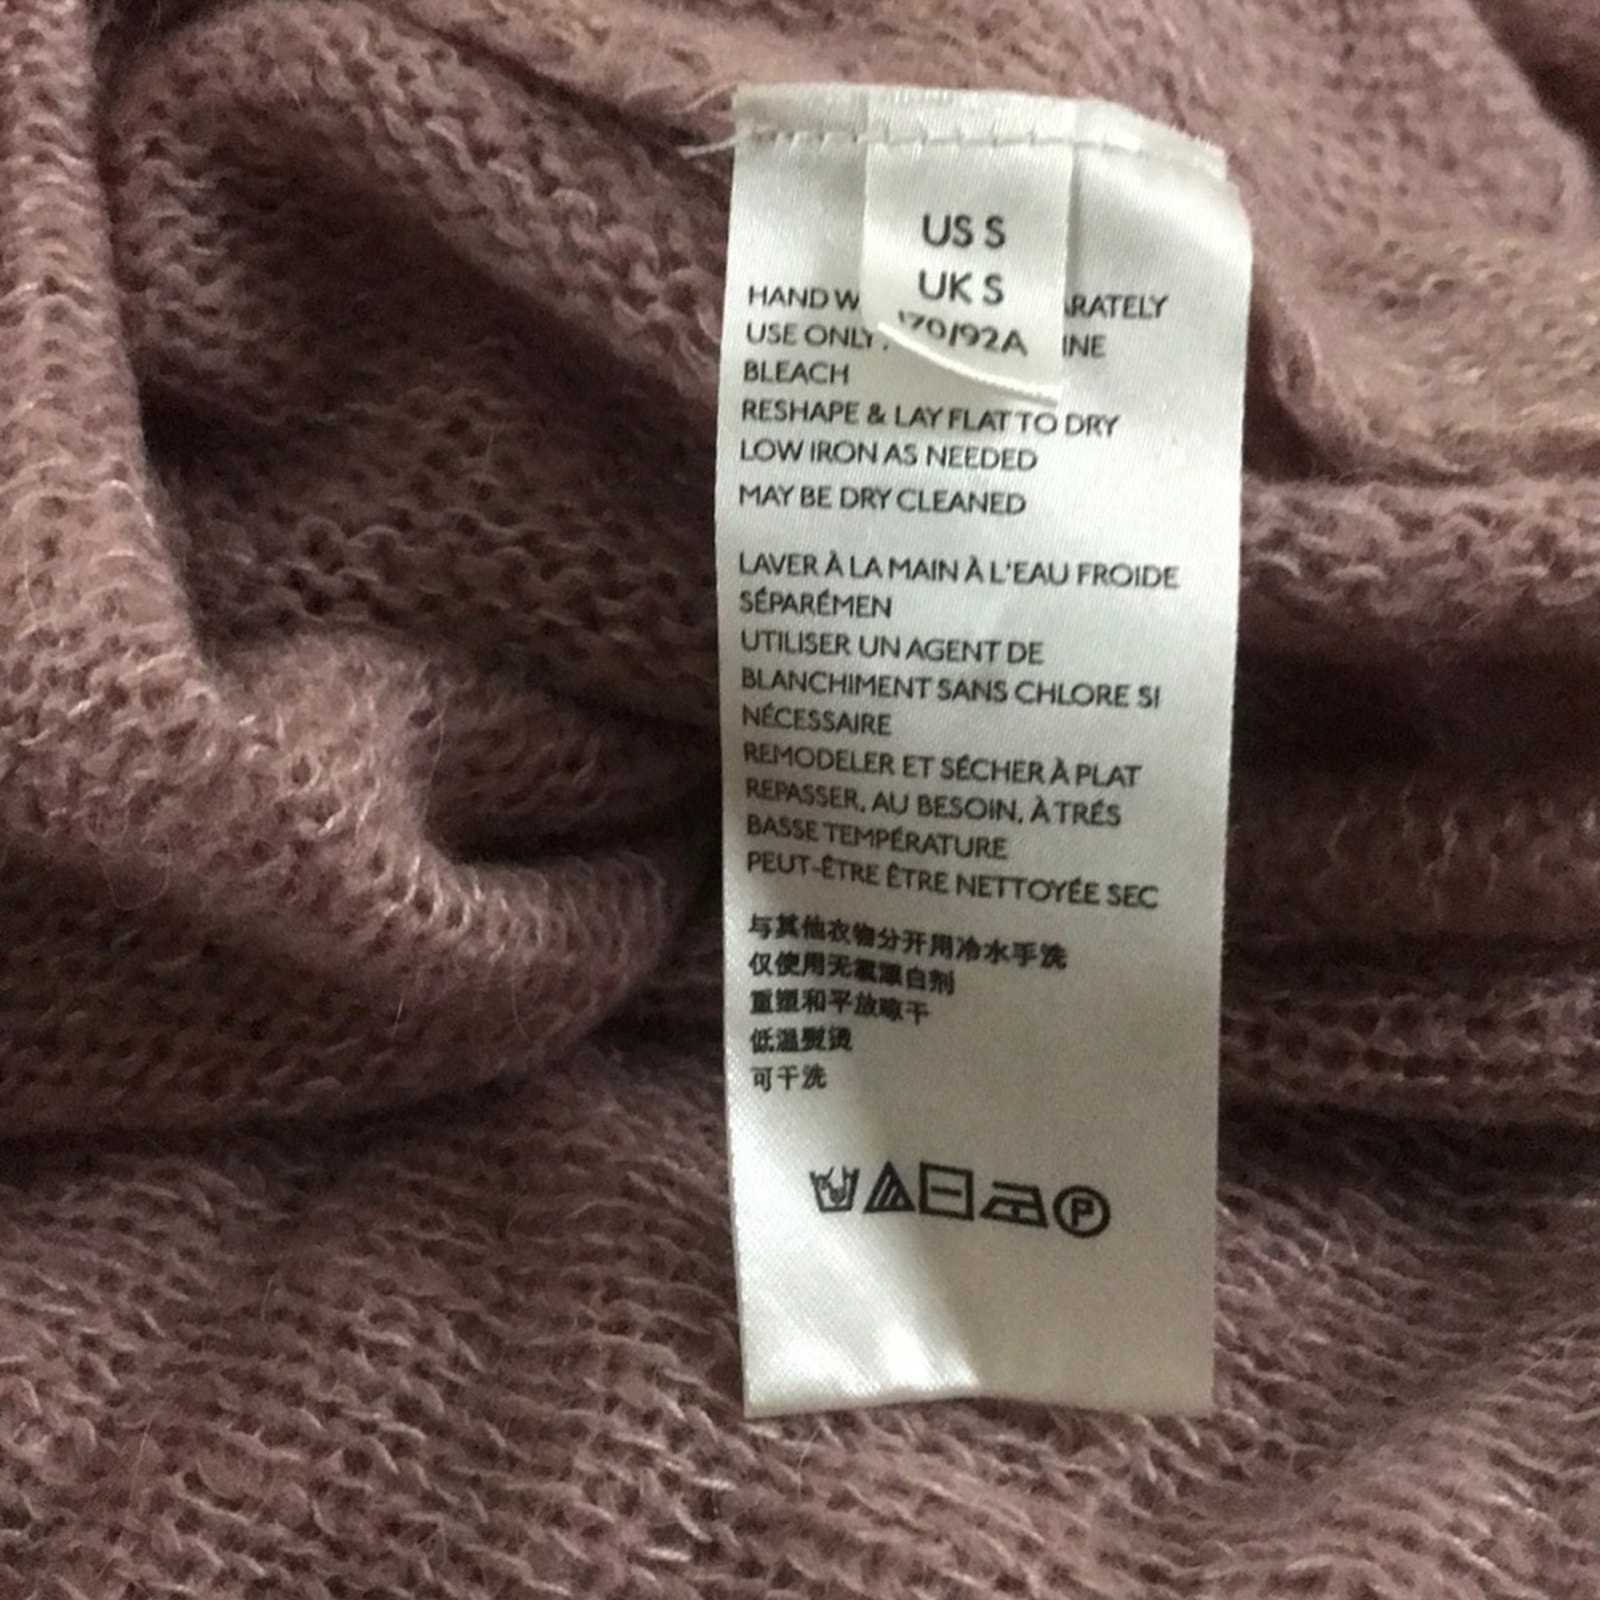 US S
UK S
170/92A
HAND W ARATELY
USE ONLY INE
BLEACH
RESHAPE & LAY FLAT TO DRY
LOW IRON AS NEEDED
MAY BE DRY CLEANED
LAVER À LA MAIN À L'EAU FROIDE
SÉPARÉMEN
UTILISER UN AGENT DE
BLANCHIMENT SANS CHLORE SI
NÉCESSAIRE
REMODELER ET SÉCHER À PLAT
REPASSER, AU BESOIN, À TRÉS
BASSE TEMPÉRATURE
PEUT-ÊTRE ÊTRE NETTOYÉE SEC
与其他衣物分开用冷水手洗
仅使用无氯漂白剂
重塑和平放晾干
低温熨烫
可干洗
P